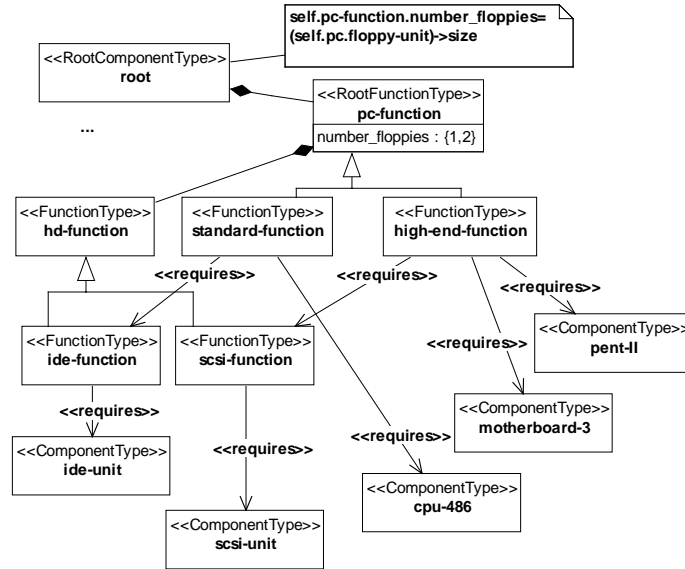 self.pc-function.number_floppies=
(self.pc.floppy-unit)->size
<<RootComponentType>>
root
<<RootFunctionType>>
pc-function
number_floppies : {1,2}
...
<<FunctionType>>
hd-function
<<FunctionType>>
standard-function
<<FunctionType>>
high-end-function
<<requires>>
<<requires>>
<<requires>>
<<FunctionType>>
ide-function
<<FunctionType>>
scsi-function
<<ComponentType>>
pent-II
<<requires>>
<<requires>>
<<requires>>
<<requires>>
<<ComponentType>>
motherboard-3
<<ComponentType>>
ide-unit
<<ComponentType>>
cpu-486
<<ComponentType>>
scsi-unit